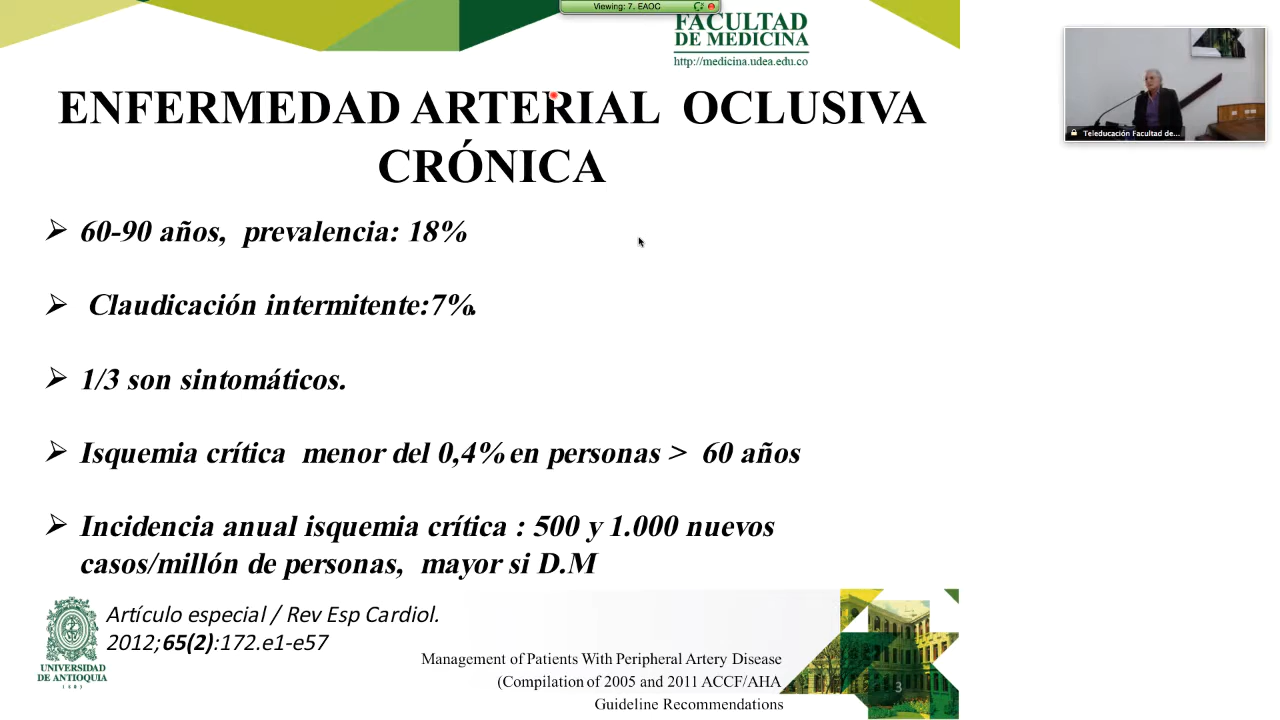 Viewing: 7. EAOC
FACULTAD
DE MEDICINA
http://medicina.udea.edu.co
ENFERMEDAD ARTERIAL OCLUSIVA
CRÓNICA
Teleducación Facultad de...
➢ 60-90 años, prevalencia: 18%
➢ Claudicación intermitente:7%.
➢ 1/3 son sintomáticos.
➢ Isquemia crítica menor del 0,4% en personas > 60 años
➢ Incidencia anual isquemia crítica : 500 y 1.000 nuevos
casos/millón de personas, mayor si D.M
Artículo especial / Rev Esp Cardiol.
2012;65(2):172.e1-e57
UNIVERSIDAD
DE ANTIOQUIA
1803
Management of Patients With Peripheral Artery Disease
(Compilation of 2005 and 2011 ACCF/AHA
Guideline Recommendations
3